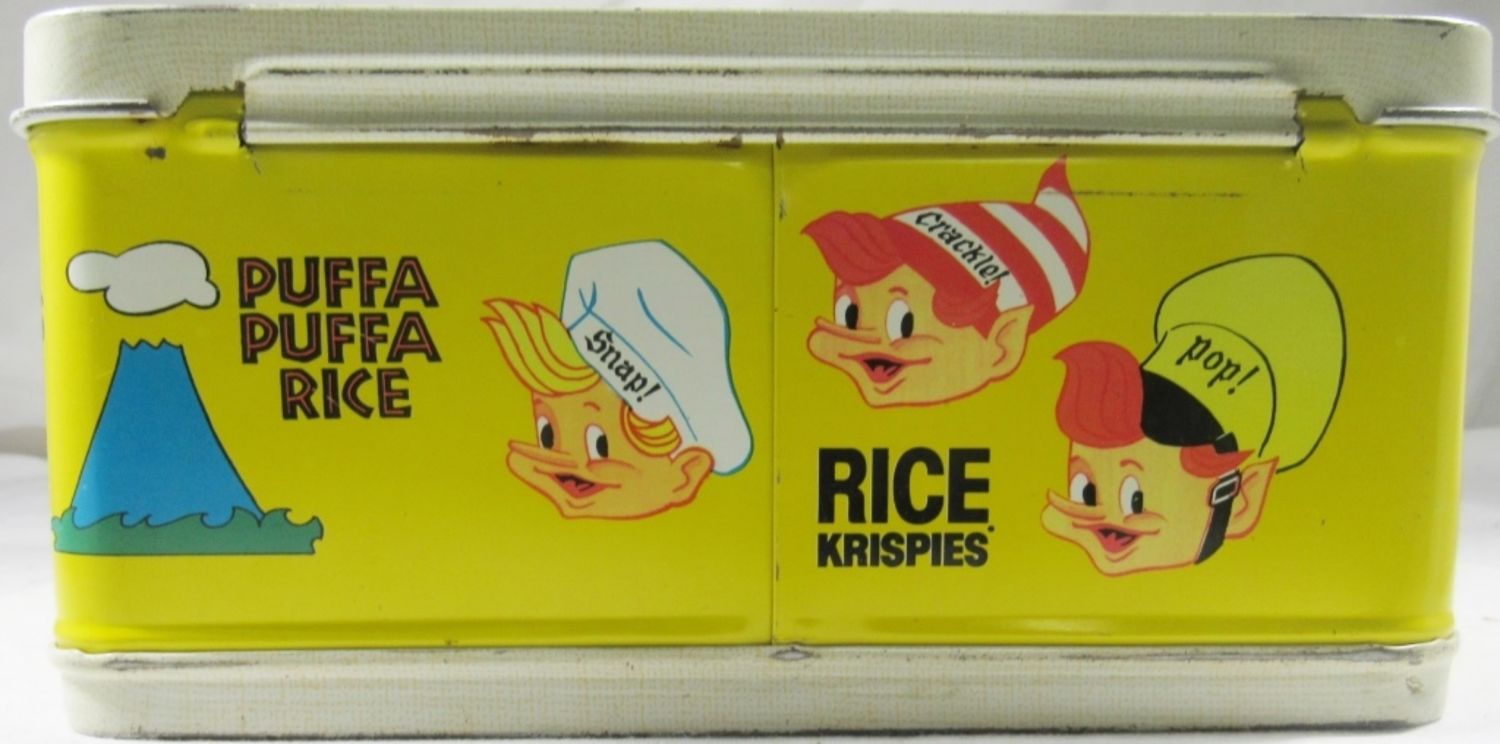 PUFFA
PUFFA
RICE
Snap!
Crackle!
Pop!
RICE
KRISPIES